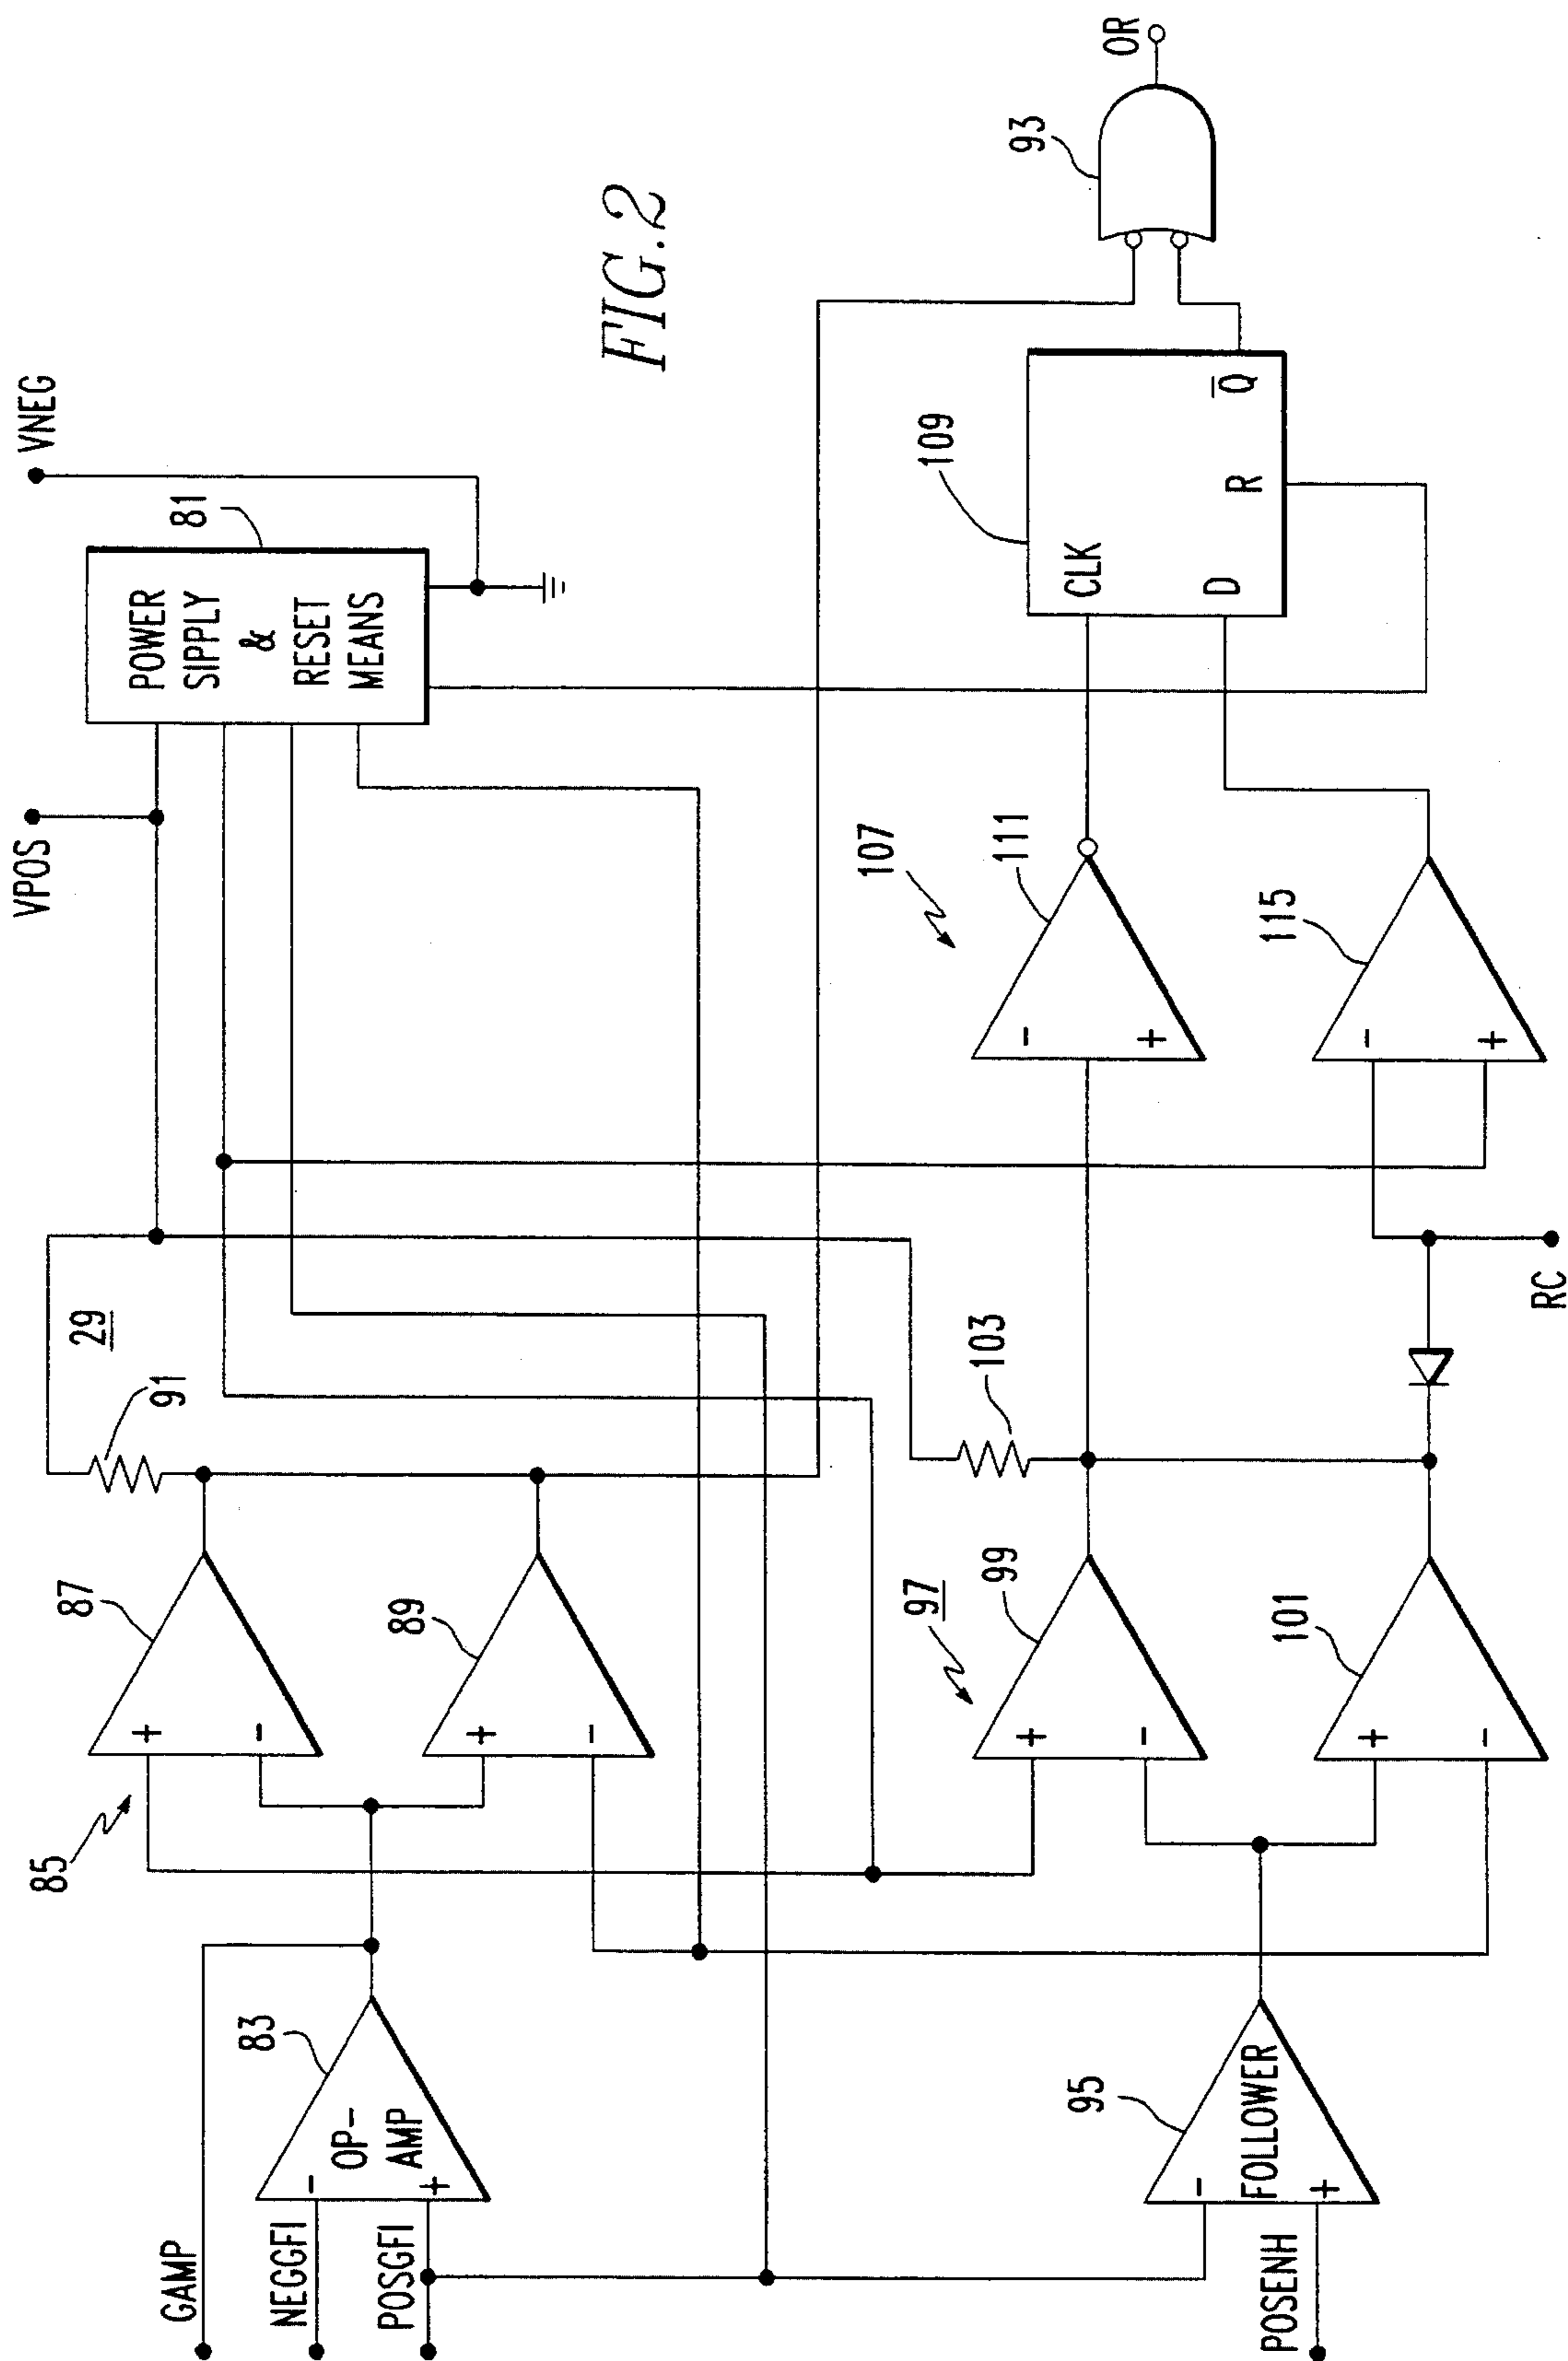 FIG.2
VPOS
VNEG
81
POWER
SIPPLY
&
RESET
MEANS
29
91
85
87
89
83
OP-
AMP
-
+
+
-
+
-
GAMP
NEGGFI
POSGFI
97
99
101
103
+
-
+
-
95
FOLLOWER
-
+
POSENH
RC
107
111
-
+
115
-
+
109
CLK
D
R
Q
93
OR